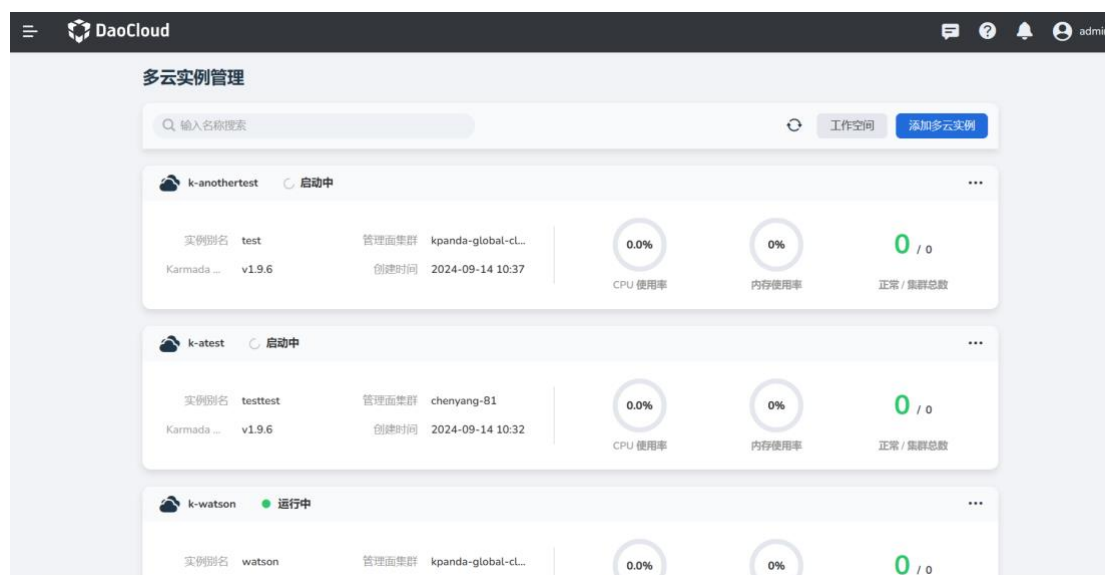 DaoCloud
多云实例管理
输入名称搜索 工作空间 添加多云实例
k-anothertest 启动中
实例别名 test 管理面集群 kpanda-global-cl... 0.0% 0% 0 / 0
Karmada ... v1.9.6 创建时间 2024-09-14 10:37 CPU 使用率 内存使用率 正常 / 集群总数
k-atest 启动中
实例别名 testtest 管理面集群 chenyang-81 0.0% 0% 0 / 0
Karmada ... v1.9.6 创建时间 2024-09-14 10:32 CPU 使用率 内存使用率 正常 / 集群总数
k-watson 运行中
实例别名 watson 管理面集群 kpanda-global-cl... 0.0% 0% 0 / 0